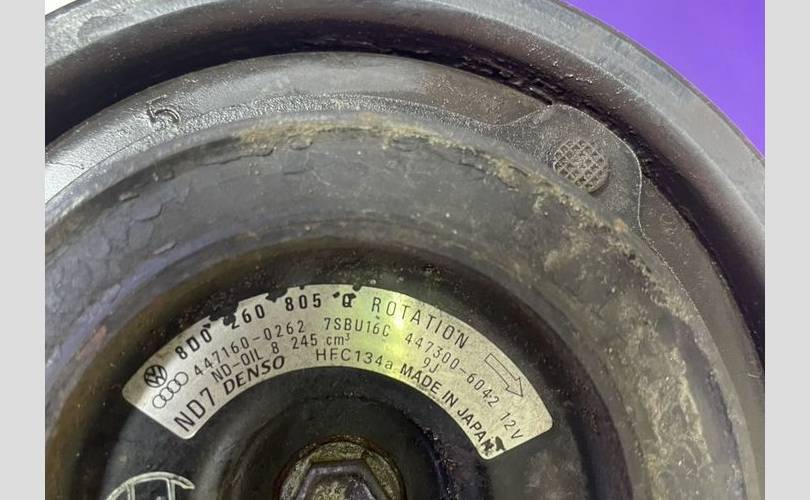 5
8D0 260 805 Q ROTATION
447160-0262 7SBU16C 447300-6042 12V
ND-OIL 8 245 cm³ 9J
ND7 DENSO HFC134a MADE IN JAPAN